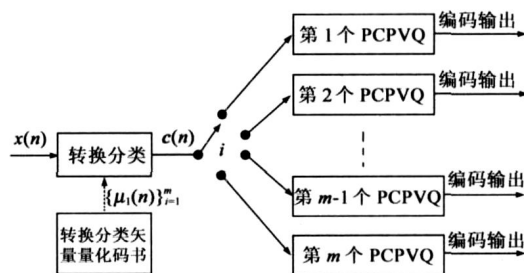 第 1 个 PCPVQ
编码输出
第 2 个 PCPVQ
编码输出
x(n)
转换分类
c(n)
i
{μ₁(n)}ᵐᵢ₌₁
转换分类矢
量量化码书
第 m-1 个 PCPVQ
编码输出
第 m 个 PCPVQ
编码输出